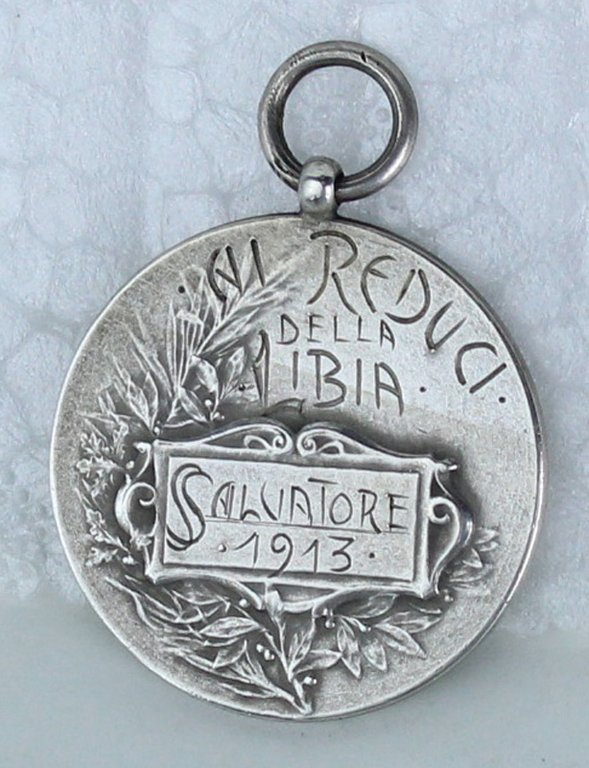 · AI REDUCI ·
DELLA
LIBIA ·
SALVATORE
· 1913 ·